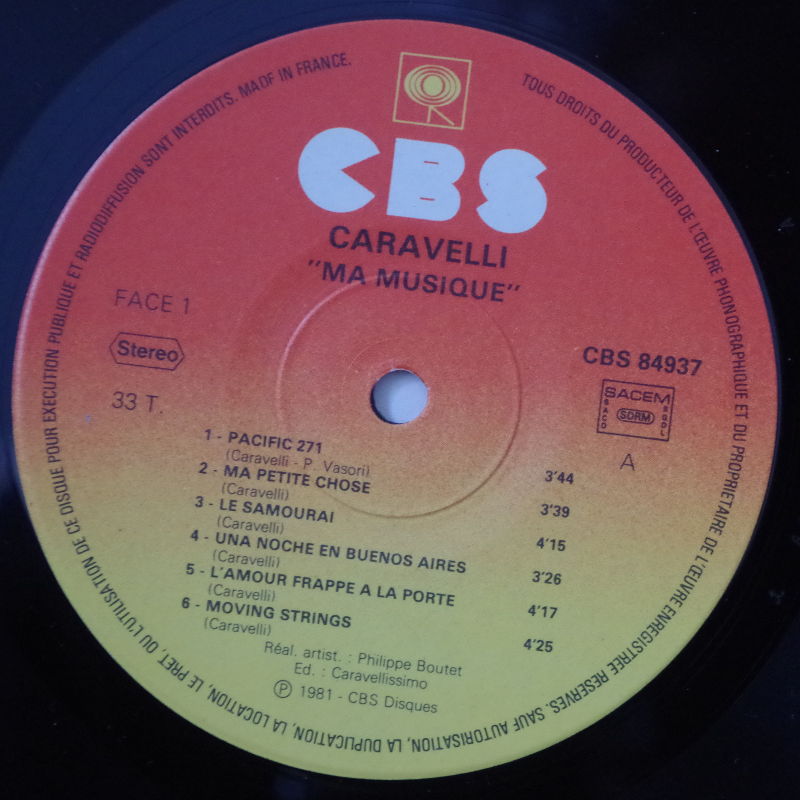 TOUS DROITS DU PRODUCTEUR DE L'ŒUVRE PHONOGRAPHIQUE ET DU PROPRIETAIRE DE L'ŒUVRE ENREGISTREE RESERVES. SAUF AUTORISATION, LA DUPLICATION, LA LOCATION, LE PRET, OU L'UTILISATION DE CE DISQUE POUR EXECUTION PUBLIQUE ET RADIODIFFUSION SONT INTERDITS. MADE IN FRANCE.
CBS
CARAVELLI
"MA MUSIQUE"
FACE 1
Stereo
33 T.
CBS 84937
SACEM
SACD
SDRM
SGDL
A
1 - PACIFIC 271
(Caravelli - P. Vasori)
3'44
2 - MA PETITE CHOSE
(Caravelli)
3'39
3 - LE SAMOURAI
(Caravelli)
4'15
4 - UNA NOCHE EN BUENOS AIRES
(Caravelli)
3'26
5 - L'AMOUR FRAPPE A LA PORTE
(Caravelli)
4'17
6 - MOVING STRINGS
(Caravelli)
4'25
Réal. artist. : Philippe Boutet
Ed. : Caravellissimo
Ⓟ 1981 - CBS Disques